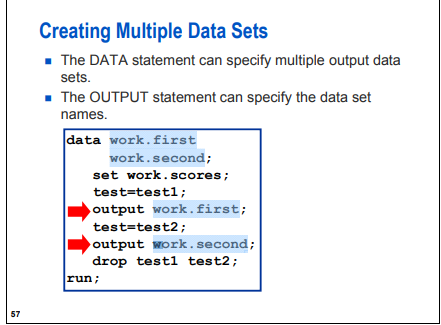 Creating Multiple Data Sets
The DATA statement can specify multiple output data
sets.
The OUTPUT statement can specify the data set
names.
data work.first
work.second;
set work.scores;
test=test1;
output work.first;
test=test2;
output work.second;
drop test1 test2;
run;
57